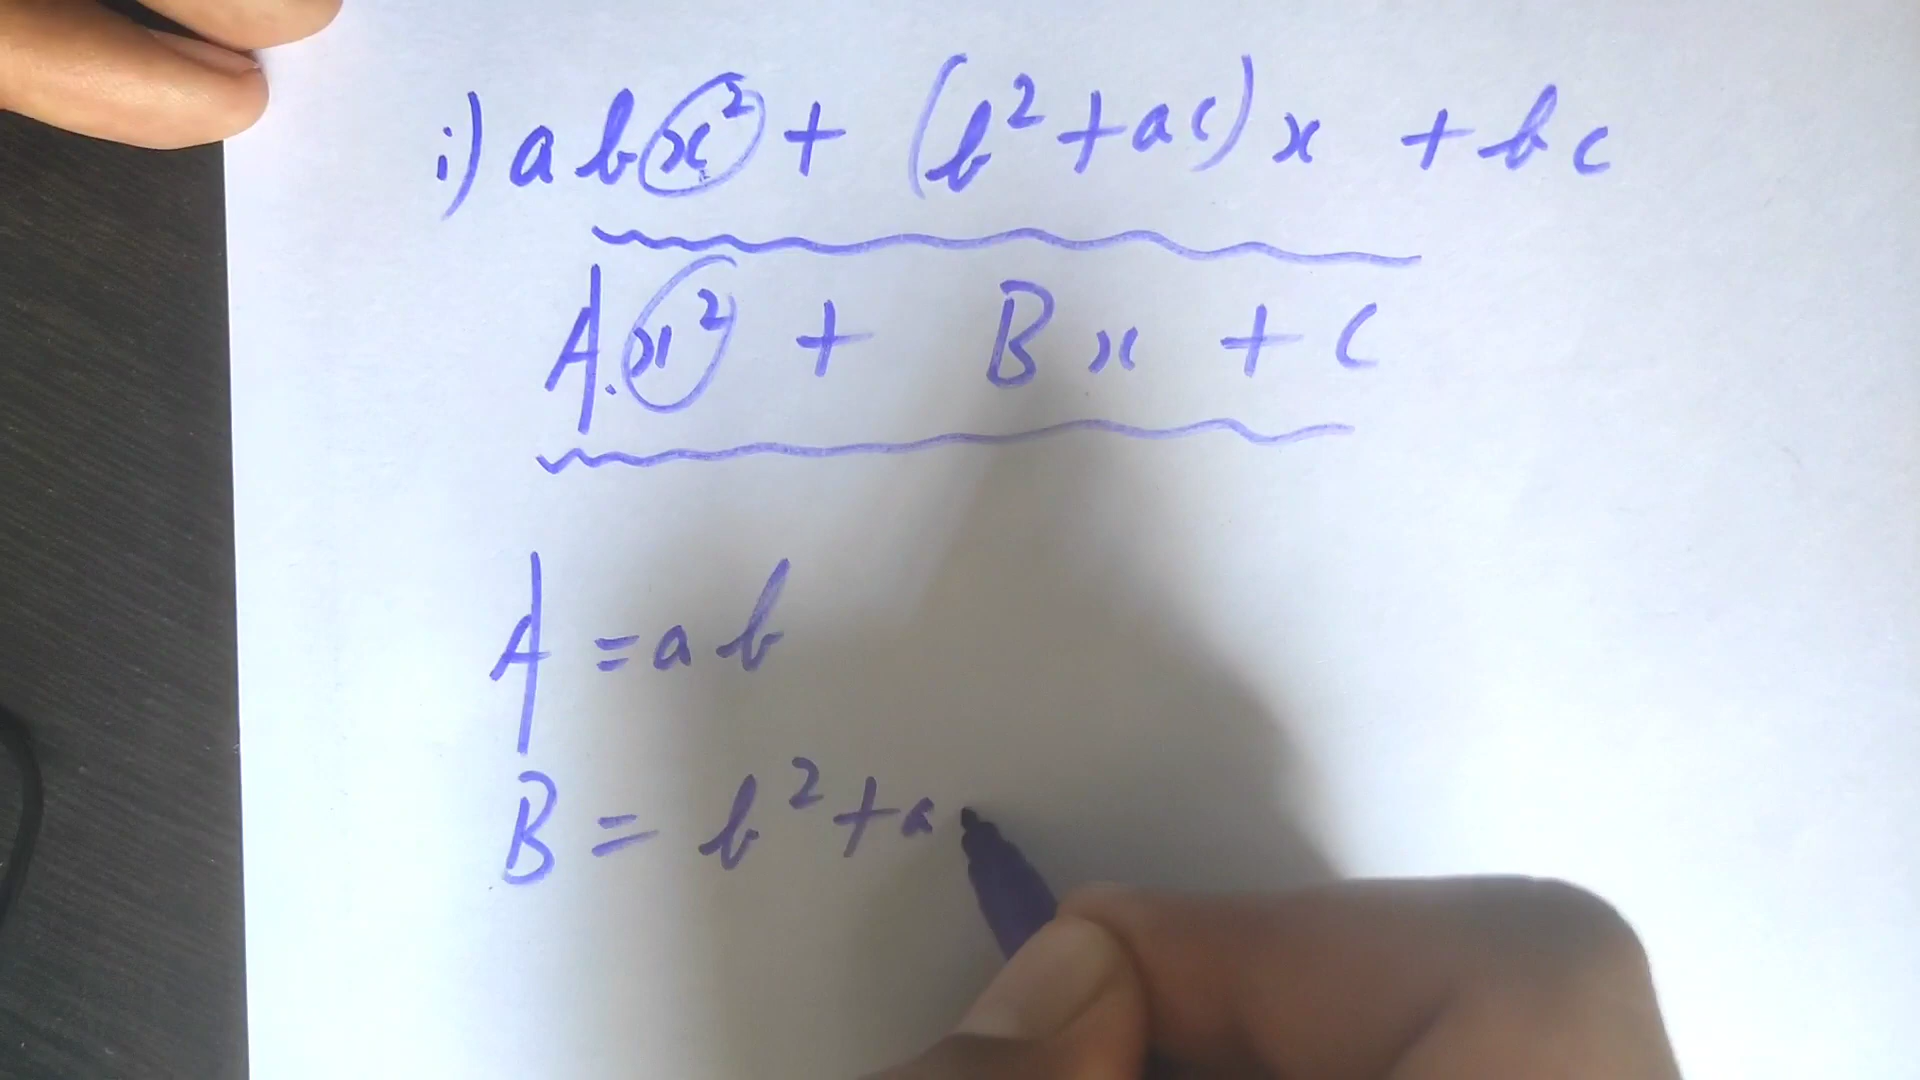 i) abx² + (b²+ac)x + bc
A.x² + Bx + C
A = ab
B = b²+a